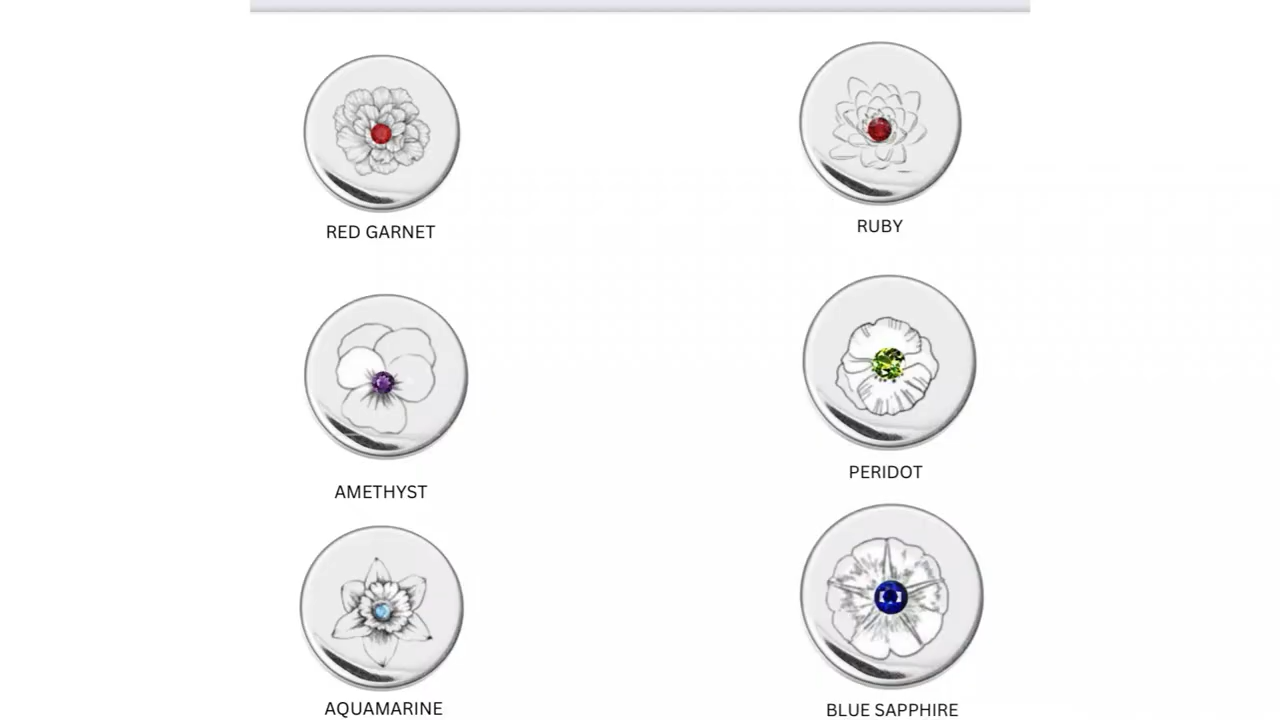 RED GARNET
RUBY
AMETHYST
PERIDOT
AQUAMARINE
BLUE SAPPHIRE